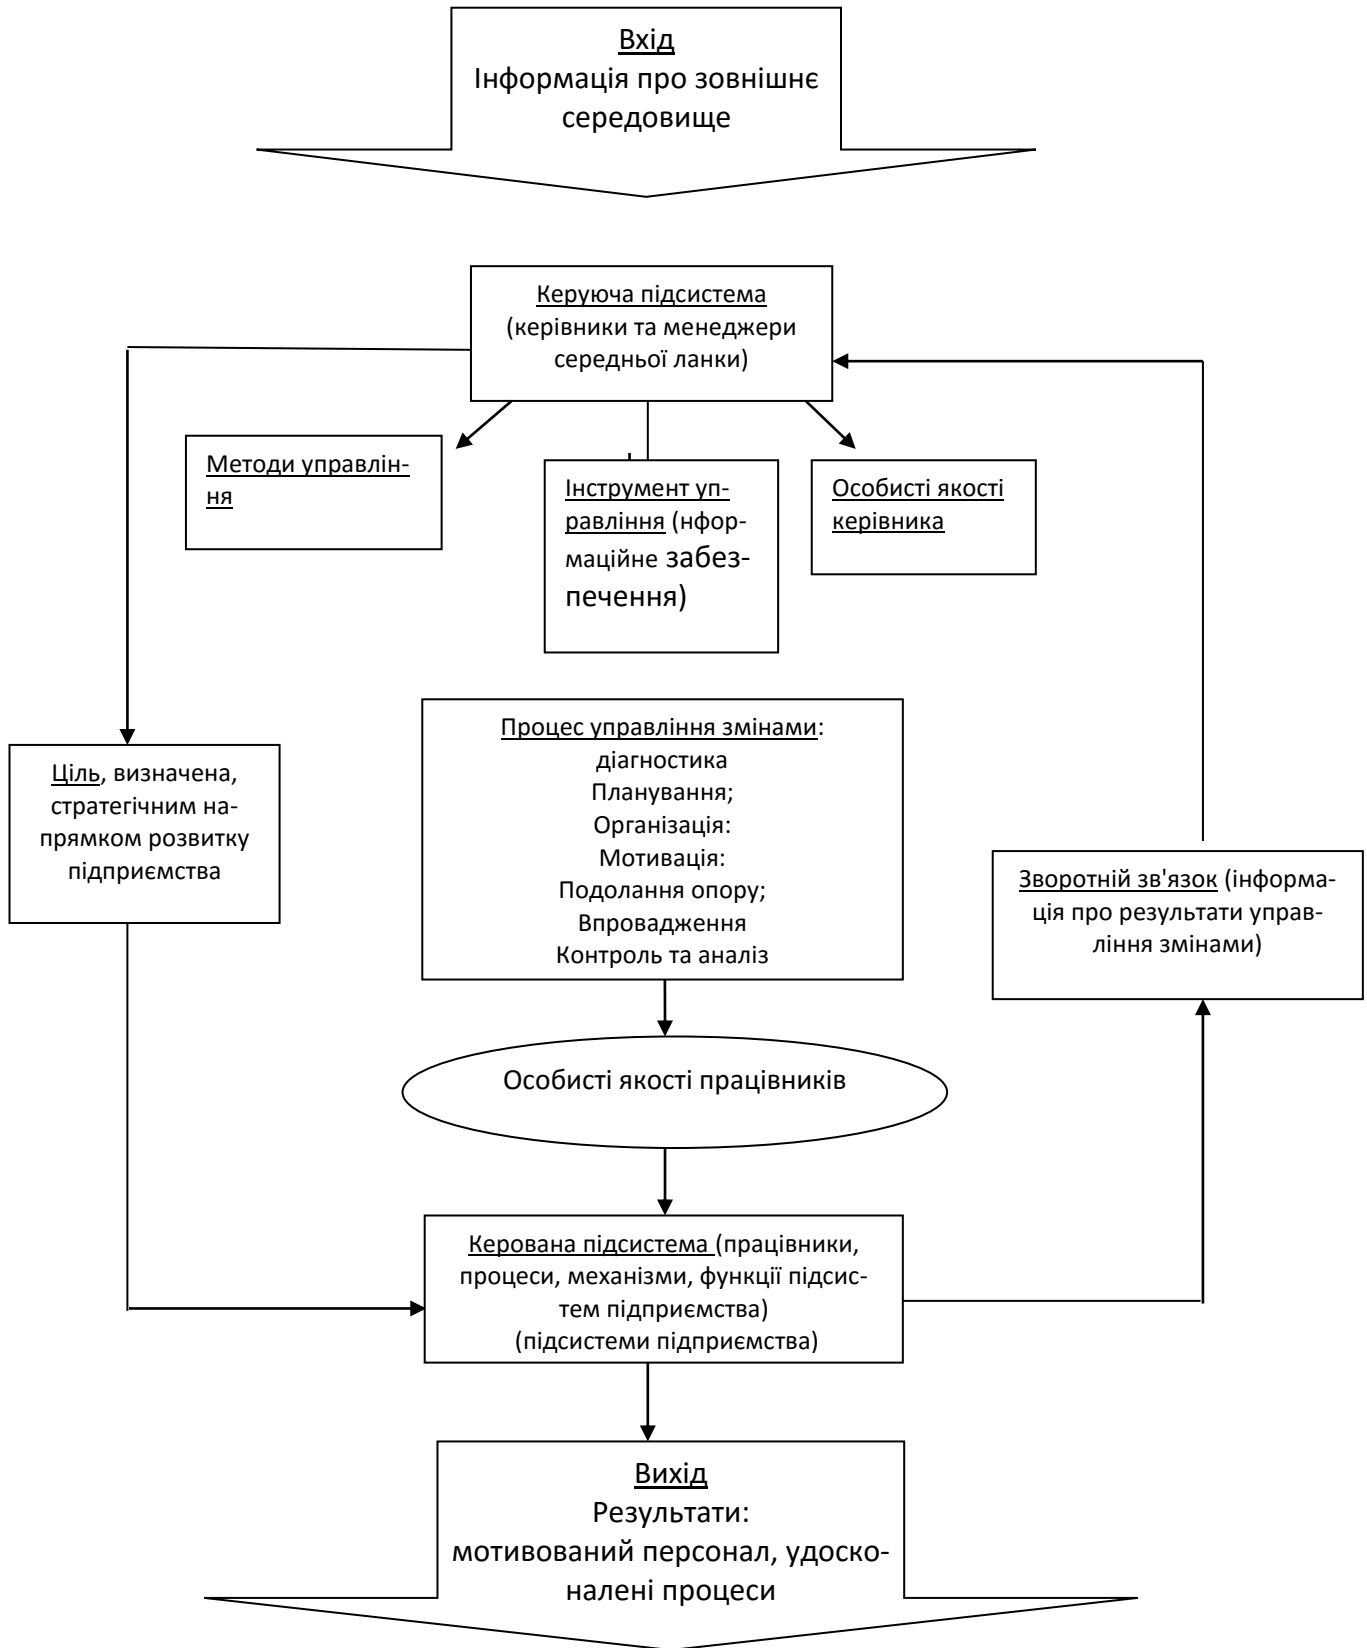 Вхід
Інформація про зовнішнє
середовище
Керуюча підсистема
(керівники та менеджери
середньої ланки)
Методи управлін-
ня
Інструмент уп-
равління (нфор-
маційне забез-
печення)
Особисті якості
керівника
Процес управління змінами:
діагностика
Планування;
Організація:
Мотивація:
Подолання опору;
Впровадження
Контроль та аналіз
Ціль, визначена,
стратегічним на-
прямком розвитку
підприємства
Зворотній зв'язок (інформа-
ція про результати управ-
ління змінами)
Особисті якості працівників
Керована підсистема (працівники,
процеси, механізми, функції підсис-
тем підприємства)
(підсистеми підприємства)
Вихід
Результати:
мотивований персонал, удоско-
налені процеси